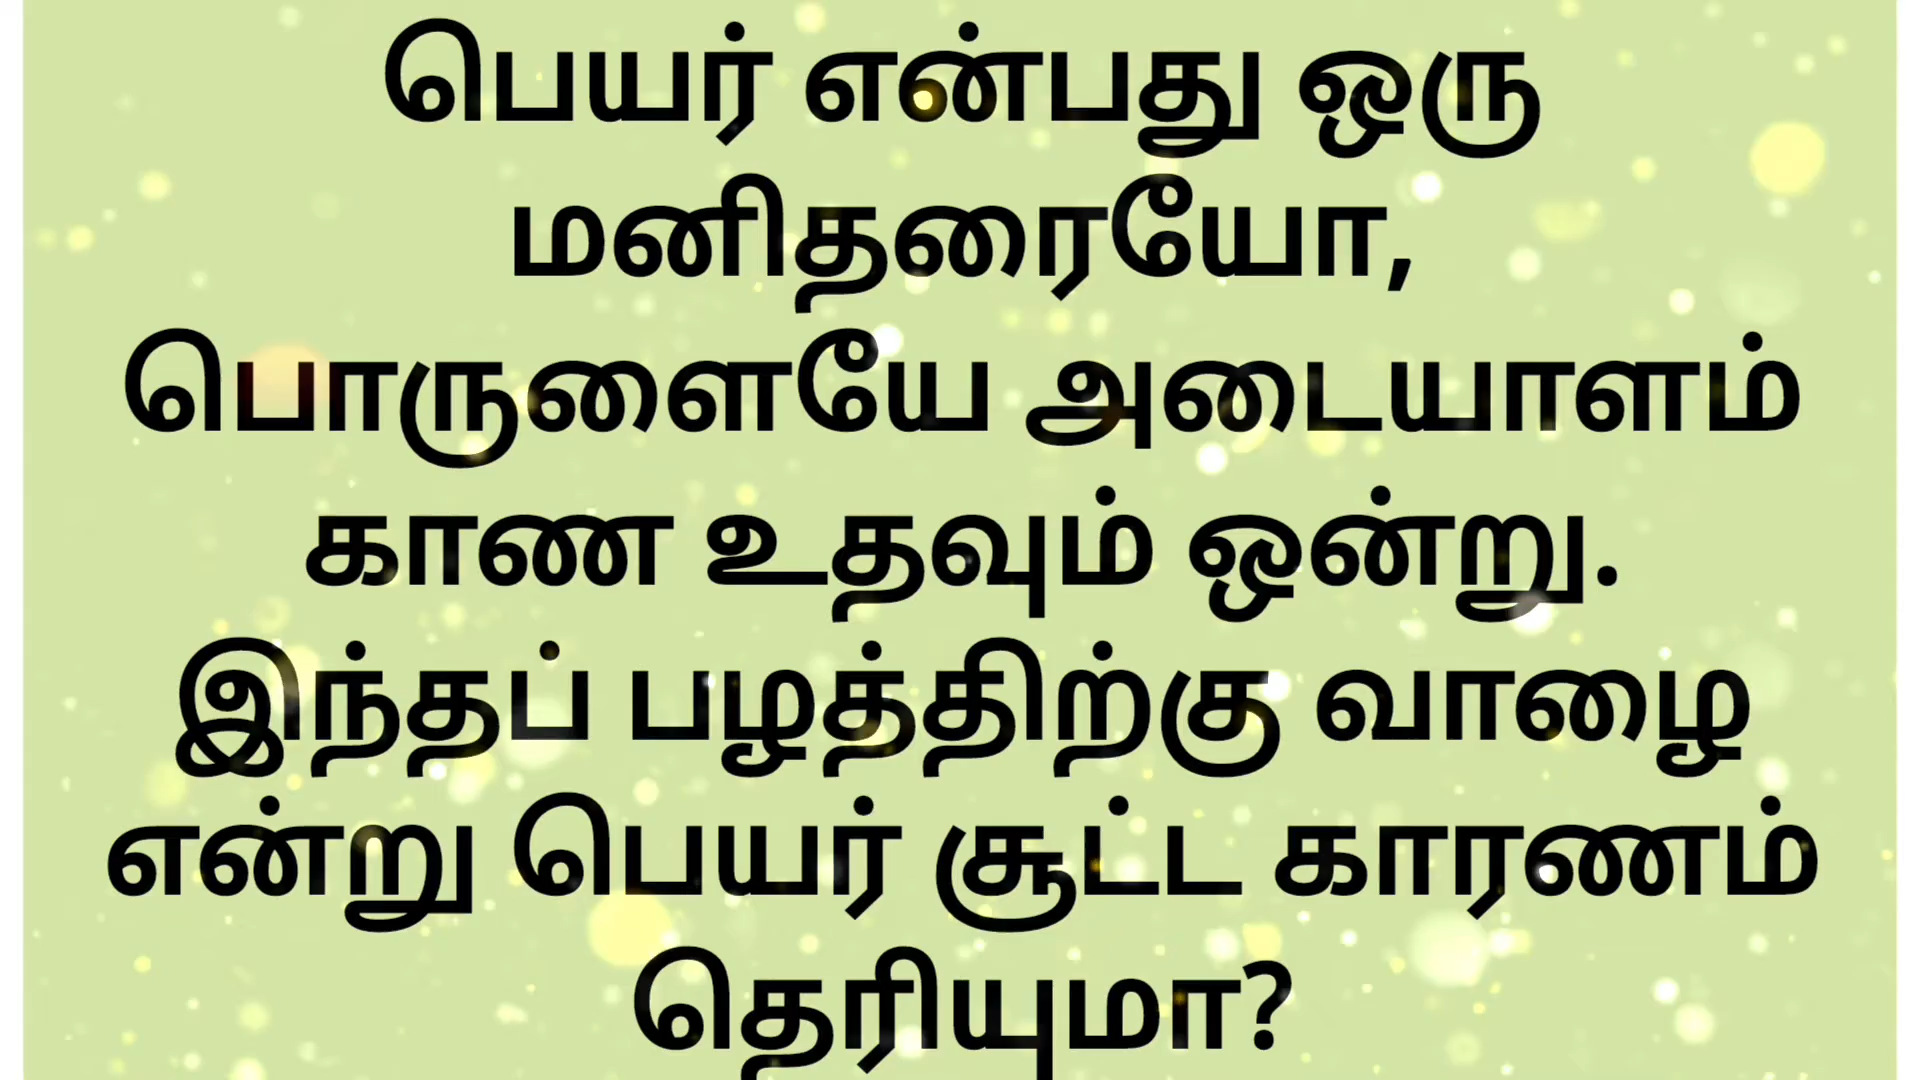 பெயர் என்பது ஒரு
மனிதரையோ,
பொருளையே அடையாளம்
காண உதவும் ஒன்று.
இந்தப் பழத்திற்கு வாழை
என்று பெயர் சூட்ட காரணம்
தெரியுமா?